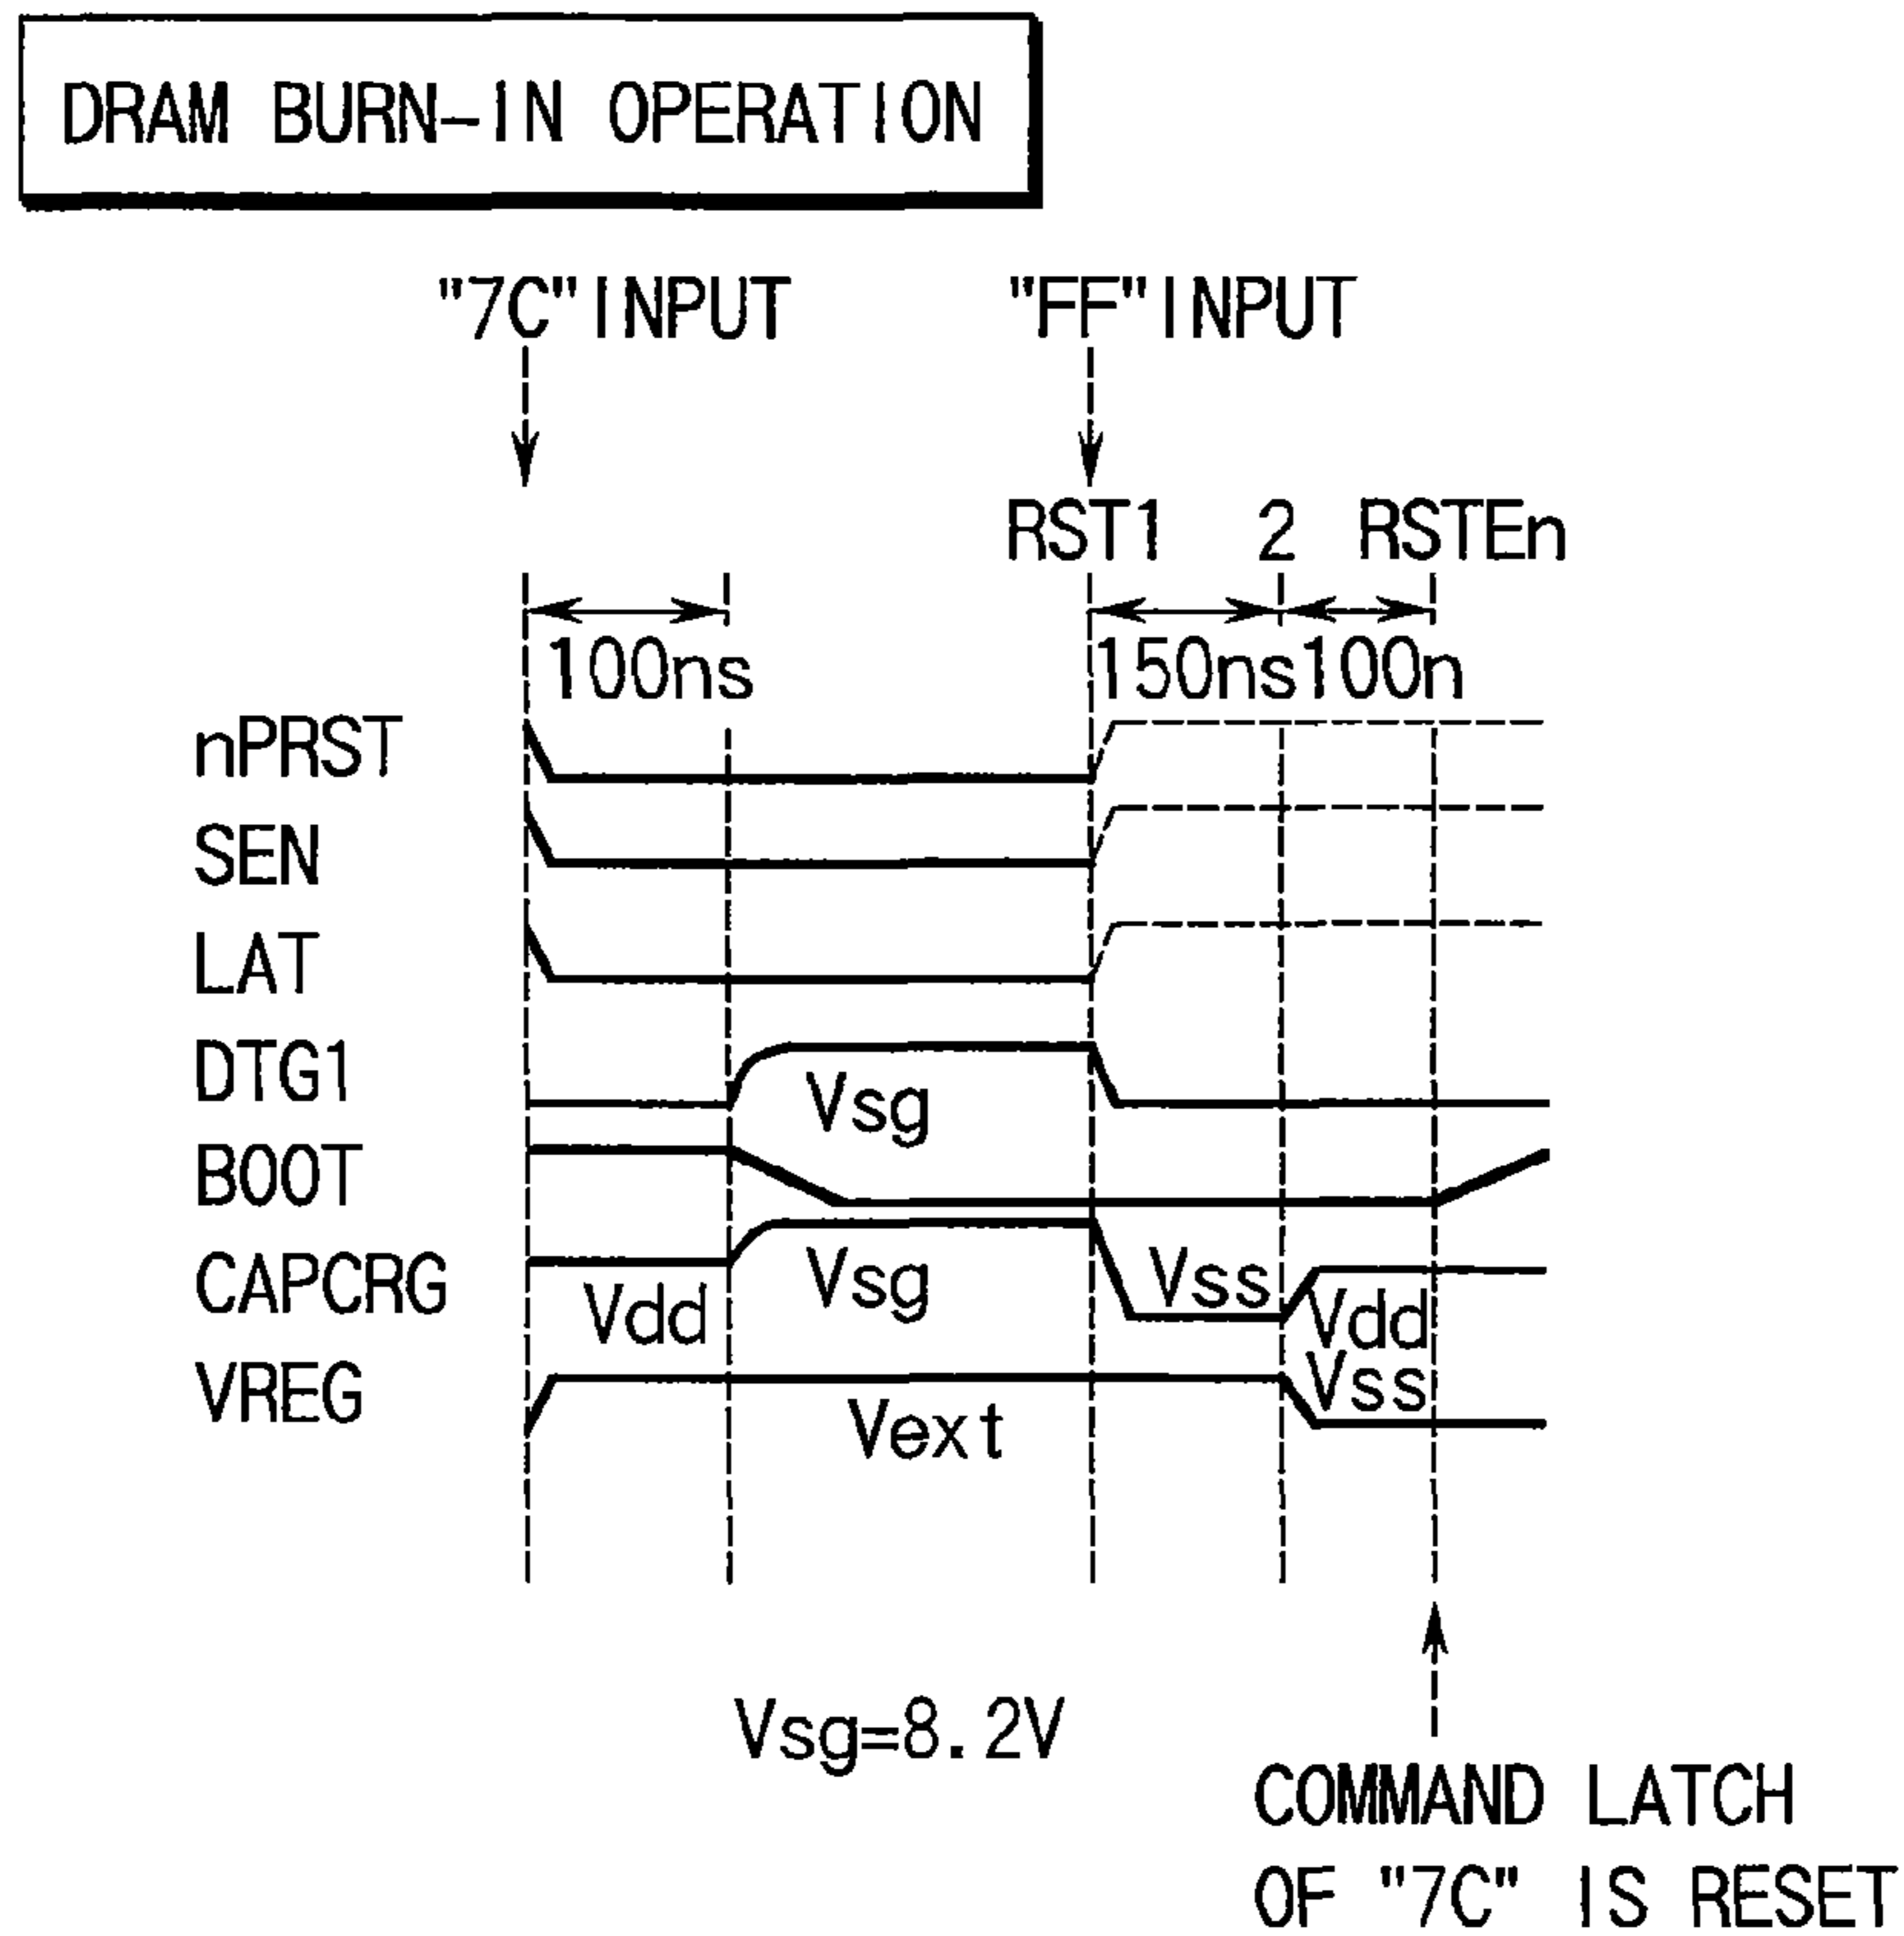 DRAM BURN-IN OPERATION
"7C" INPUT "FF" INPUT
RST1 2 RSTEn
100ns 150ns 100n
nPRST
SEN
LAT
DTG1 Vsg
BOOT
CAPCRG Vdd Vsg Vss Vdd
VREG Vext Vss
Vsg=8.2V
COMMAND LATCH
OF "7C" IS RESET